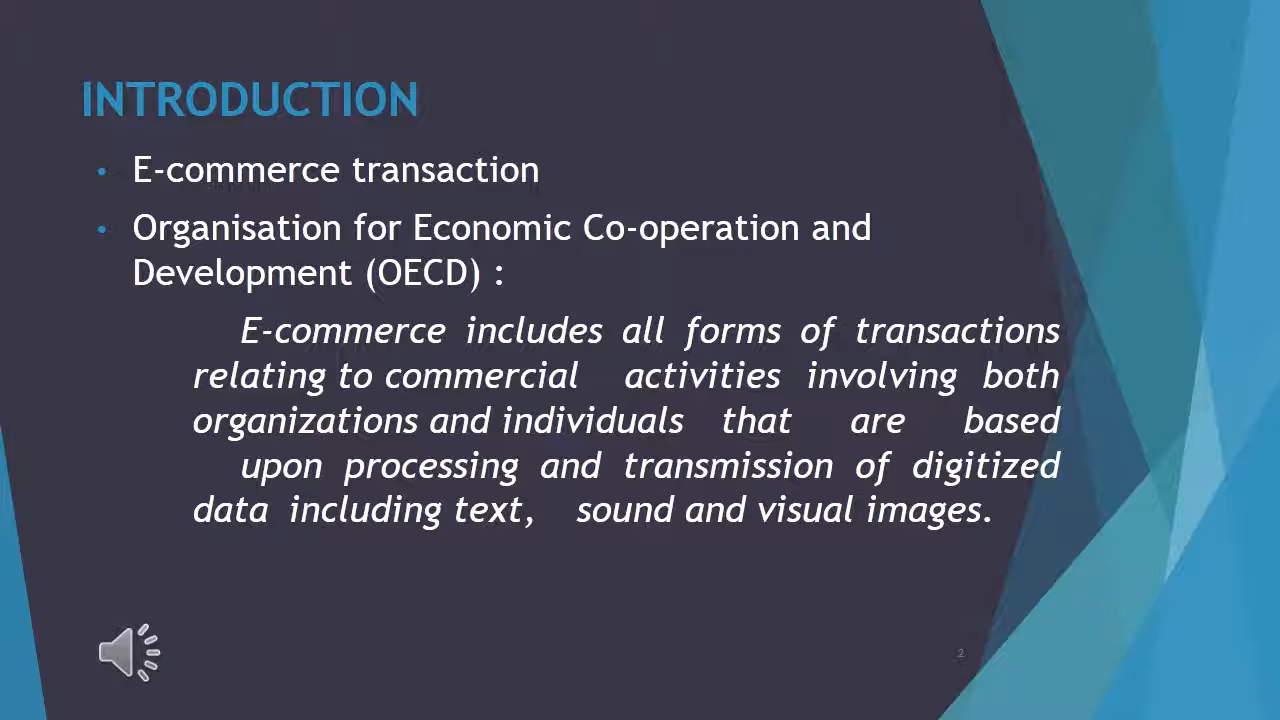 INTRODUCTION
• E-commerce transaction
• Organisation for Economic Co-operation and
Development (OECD) :
E-commerce includes all forms of transactions
relating to commercial activities involving both
organizations and individuals that are based
upon processing and transmission of digitized
data including text, sound and visual images.
2